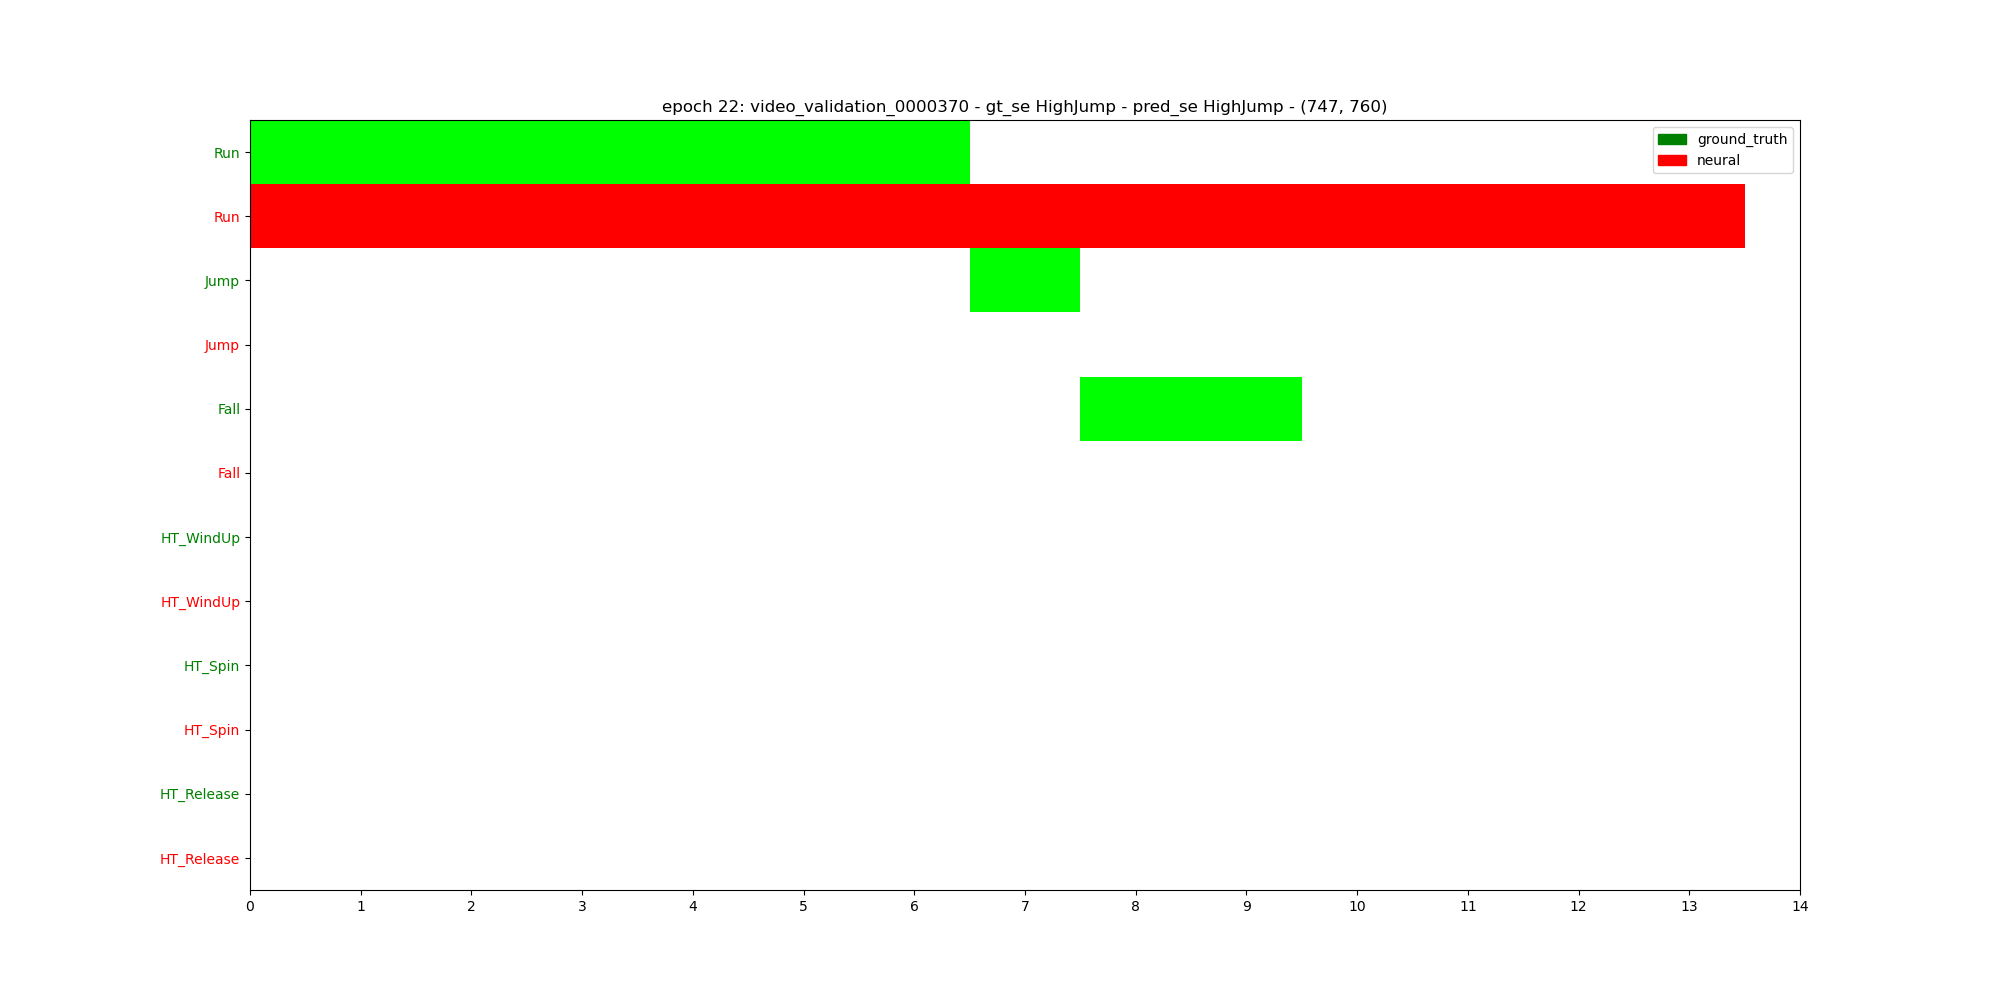 epoch 22: video_validation_0000370 - gt_se HighJump - pred_se HighJump - (747, 760)
ground_truth
neural
Run
Run
Jump
Jump
Fall
Fall
HT_WindUp
HT_WindUp
HT_Spin
HT_Spin
HT_Release
HT_Release
0 1 2 3 4 5 6 7 8 9 10 11 12 13 14